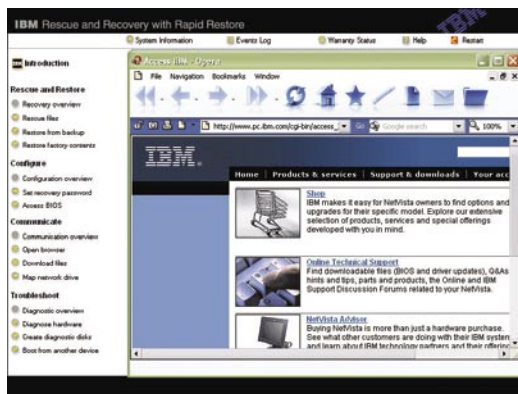 IBM Rescue and Recovery with Rapid Restore
IBM
System Information
Events Log
Warranty Status
Help
Restart
Introduction
Rescue and Restore
Recovery overview
Rescue files
Restore from backup
Restore factory contents
Configure
Configuration overview
Set recovery password
Access BIOS
Communicate
Communication overview
Open browser
Download files
Map network drive
Troubleshoot
Diagnostic overview
Diagnose hardware
Create diagnostic disks
Boot from another device
Access IBM - Opera
File Navigation Bookmarks Window
http://www.pc.ibm.com/cgi-bin/access_
Go
Google search
100%
IBM
Home Products & services Support & downloads Your acc
Shop
IBM makes it easy for NetVista owners to find options and
upgrades for their specific model. Explore our extensive
selection of products, services and special offerings
developed with you in mind.
Online Technical Support
Find downloadable files (BIOS and driver updates), Q&As
hints and tips, parts and products, the Online and IBM
Support Discussion Forums related to your NetVista.
NetVista Advisor
Buying NetVista is more than just a hardware purchase.
See what other customers are doing with their IBM system
and learn about IBM technology partners and their offering